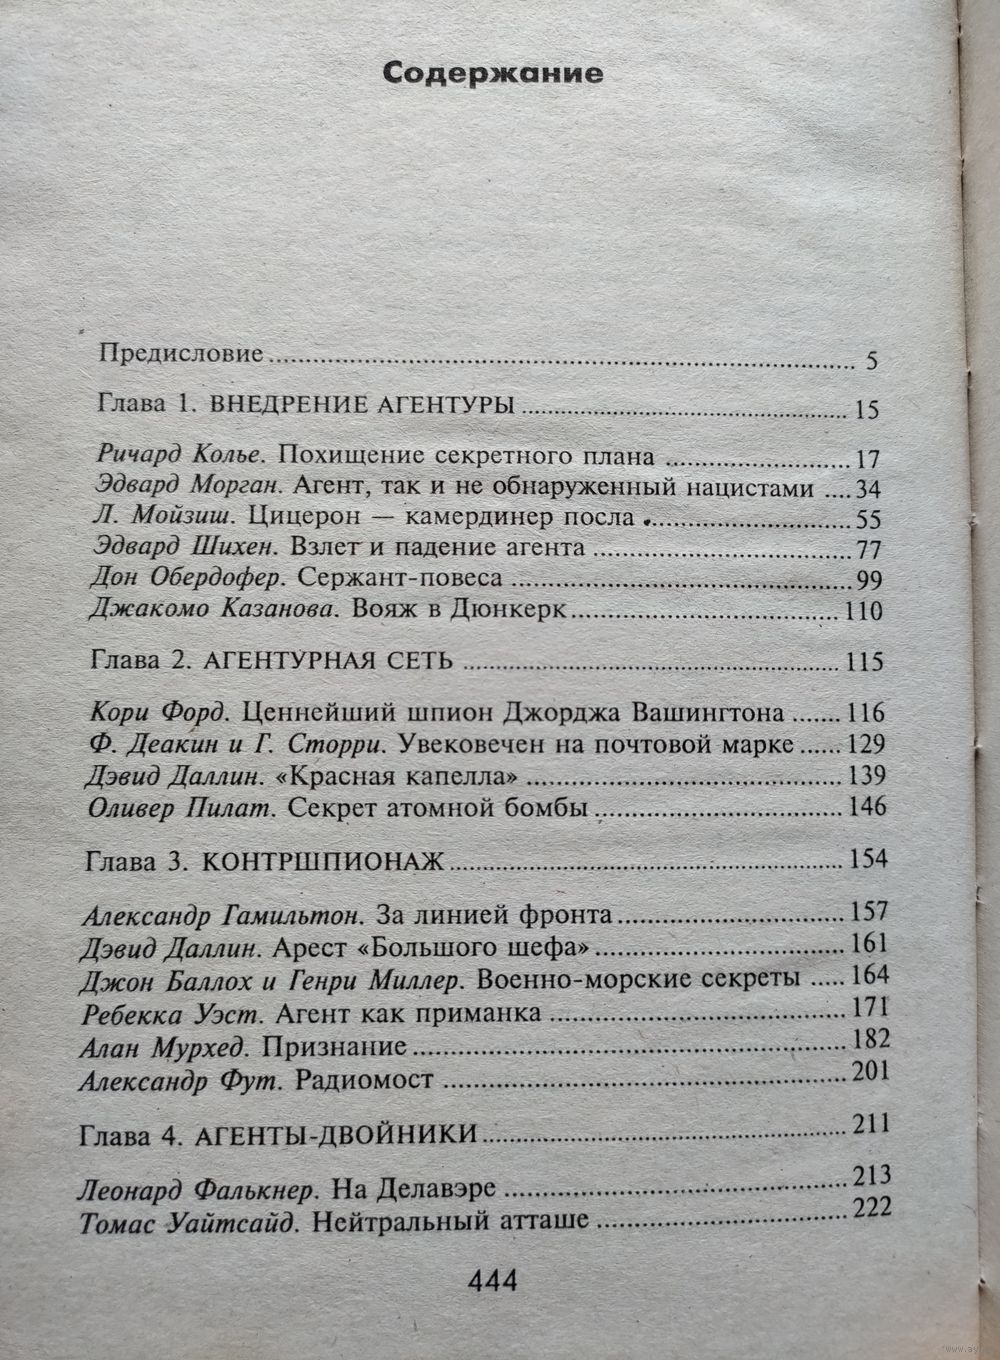 Содержание
Предисловие.......... 5
Глава 1. ВНЕДРЕНИЕ АГЕНТУРЫ .......... 15
Ричард Колье. Похищение секретного плана .......... 17
Эдвард Морган. Агент, так и не обнаруженный нацистами .... 34
Л. Мойзиш. Цицерон — камердинер посла .......... 55
Эдвард Шихен. Взлет и падение агента .......... 77
Дон Обердофер. Сержант-повеса .......... 99
Джакомо Казанова. Вояж в Дюнкерк.......... 110
Глава 2. АГЕНТУРНАЯ СЕТЬ .......... 115
Кори Форд. Ценнейший шпион Джорджа Вашингтона ....... 116
Ф. Деакин и Г. Сторри. Увековечен на почтовой марке ...... 129
Дэвид Даллин. «Красная капелла» .......... 139
Оливер Пилат. Секрет атомной бомбы .......... 146
Глава 3. КОНТРШПИОНАЖ .......... 154
Александр Гамильтон. За линией фронта .......... 157
Дэвид Даллин. Арест «Большого шефа».......... 161
Джон Баллох и Генри Миллер. Военно-морские секреты ..... 164
Ребекка Уэст. Агент как приманка .......... 171
Алан Мурхед. Признание .......... 182
Александр Фут. Радиомост .......... 201
Глава 4. АГЕНТЫ-ДВОЙНИКИ.......... 211
Леонард Фалькнер. На Делавэре .......... 213
Томас Уайтсайд. Нейтральный атташе .......... 222
444